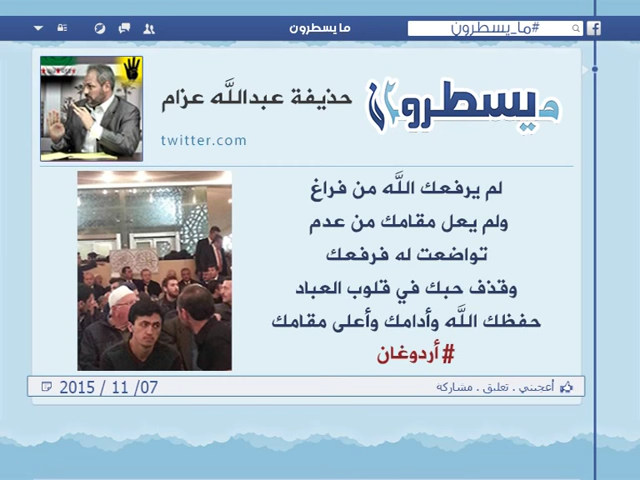 ما يسطرون
#ما_يسطرون
ما يسطرون
حذيفة عبدالله عزام
twitter.com
لم يرفعك الله من فراغ
ولم يعل مقامك من عدم
تواضعت له فرفعك
وقذف حبك في قلوب العباد
حفظك الله وأدامك وأعلى مقامك
#أردوغان
أعجبني . تعليق . مشاركة
2015 / 11 /07